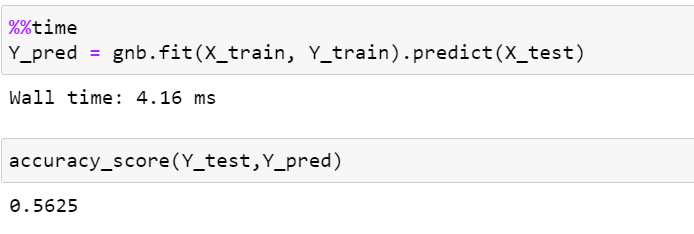 %%time
Y_pred = gnb.fit(X_train, Y_train).predict(X_test)
Wall time: 4.16 ms
accuracy_score(Y_test,Y_pred)
0.5625